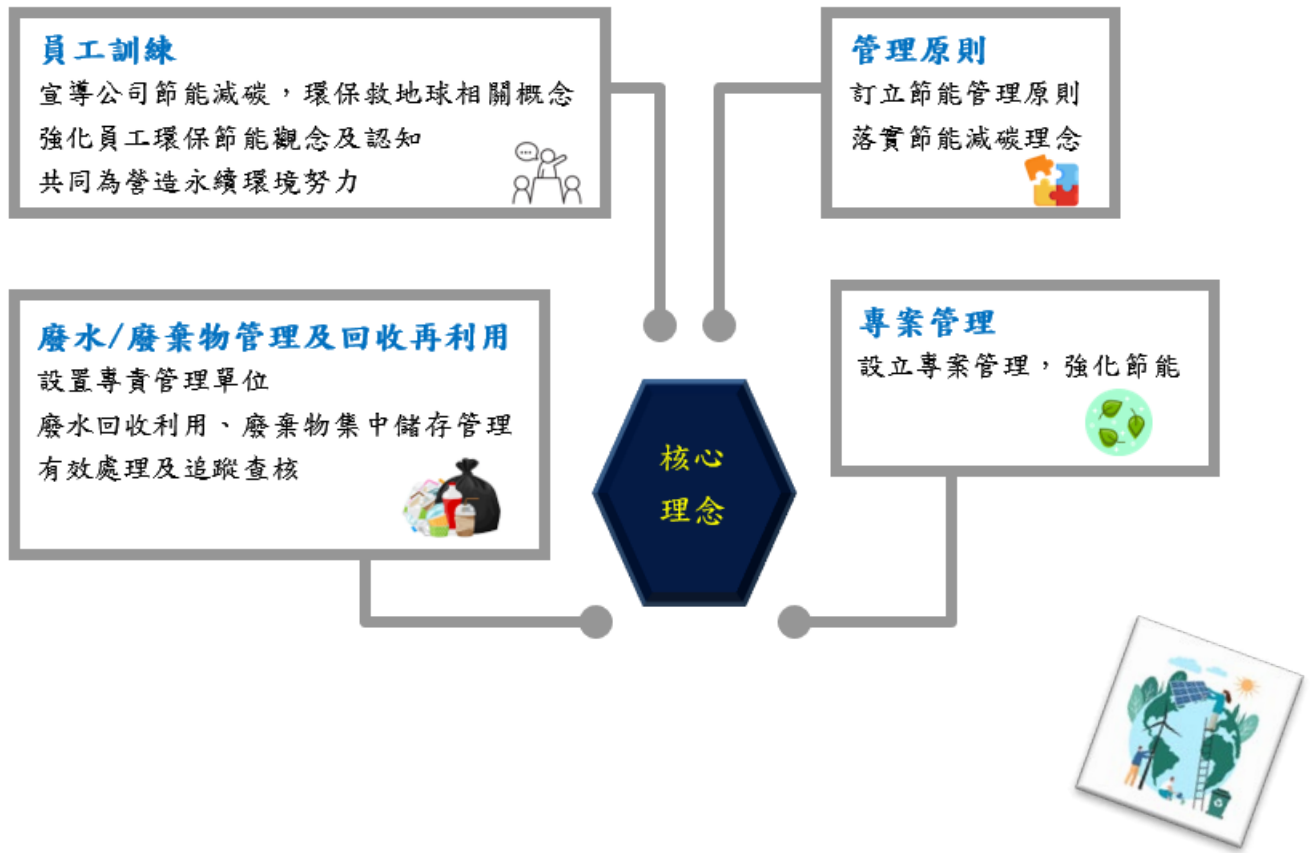 員工訓練
宣導公司節能減碳，環保救地球相關概念
強化員工環保節能觀念及認知
共同為營造永續環境努力
管理原則
訂立節能管理原則
落實節能減碳理念
廢水/廢棄物管理及回收再利用
設置專責管理單位
廢水回收利用、廢棄物集中儲存管理
有效處理及追蹤查核
專案管理
設立專案管理，強化節能
核心
理念